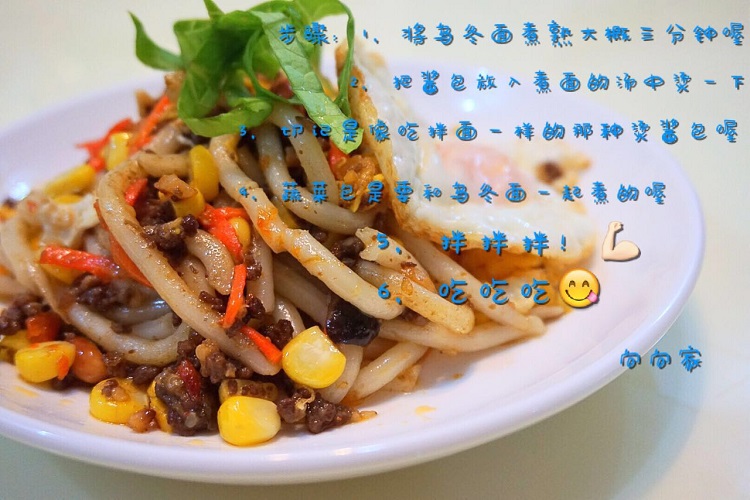 步骤：1、将乌冬面煮熟大概三分钟喔
2、把酱包放入煮面的汤中烫一下
3、切记是像吃拌面一样的那种烫酱包喔
4、蔬菜包是要和乌冬面一起煮的喔
5、拌拌拌！💪🏻
6、吃吃吃😋
向向家